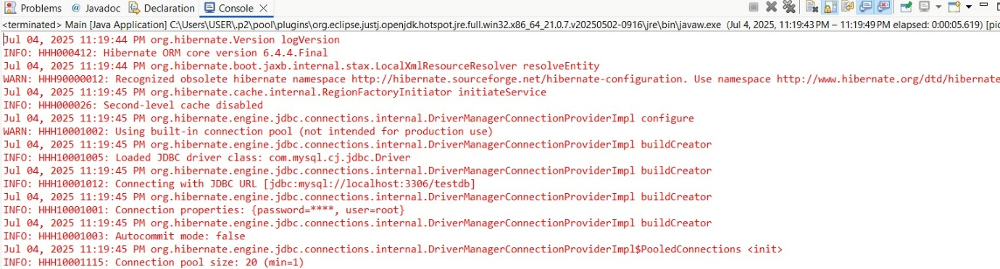 Problems @ Javadoc Declaration Console
<terminated> Main [Java Application] C:\Users\USER\.p2\pool\plugins\org.eclipse.justj.openjdk.hotspot.jre.full.win32.x86_64_21.0.7.v20250502-0916\jre\bin\javaw.exe (Jul 4, 2025, 11:19:43 PM – 11:19:49 PM elapsed: 0:00:05.619) [pic
Jul 04, 2025 11:19:44 PM org.hibernate.Version logVersion
INFO: HHH000412: Hibernate ORM core version 6.4.4.Final
Jul 04, 2025 11:19:44 PM org.hibernate.boot.jaxb.internal.stax.LocalXmlResourceResolver resolveEntity
WARN: HHH90000012: Recognized obsolete hibernate namespace http://hibernate.sourceforge.net/hibernate-configuration. Use namespace http://www.hibernate.org/dtd/hibernate
Jul 04, 2025 11:19:45 PM org.hibernate.cache.internal.RegionFactoryInitiator initiateService
INFO: HHH000026: Second-level cache disabled
Jul 04, 2025 11:19:45 PM org.hibernate.engine.jdbc.connections.internal.DriverManagerConnectionProviderImpl configure
WARN: HHH10001002: Using built-in connection pool (not intended for production use)
Jul 04, 2025 11:19:45 PM org.hibernate.engine.jdbc.connections.internal.DriverManagerConnectionProviderImpl buildCreator
INFO: HHH10001005: Loaded JDBC driver class: com.mysql.cj.jdbc.Driver
Jul 04, 2025 11:19:45 PM org.hibernate.engine.jdbc.connections.internal.DriverManagerConnectionProviderImpl buildCreator
INFO: HHH10001012: Connecting with JDBC URL [jdbc:mysql://localhost:3306/testdb]
Jul 04, 2025 11:19:45 PM org.hibernate.engine.jdbc.connections.internal.DriverManagerConnectionProviderImpl buildCreator
INFO: HHH10001001: Connection properties: {password=****, user=root}
Jul 04, 2025 11:19:45 PM org.hibernate.engine.jdbc.connections.internal.DriverManagerConnectionProviderImpl buildCreator
INFO: HHH10001003: Autocommit mode: false
Jul 04, 2025 11:19:45 PM org.hibernate.engine.jdbc.connections.internal.DriverManagerConnectionProviderImpl$PooledConnections <init>
INFO: HHH10001115: Connection pool size: 20 (min=1)